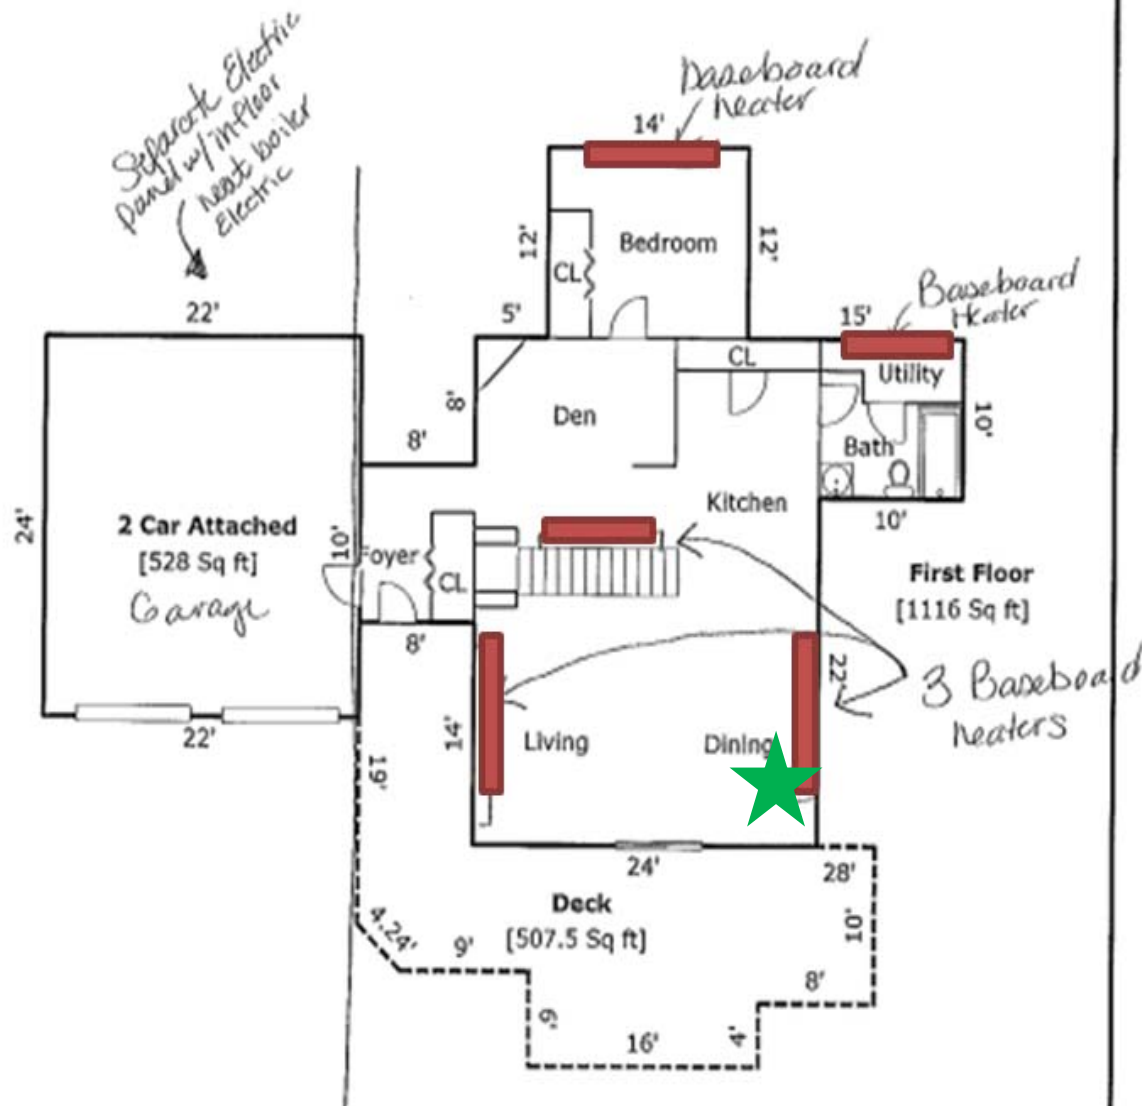 Separate Electric
panel w/ infloor
heat boiler
Electric
Baseboard
heater
14'
12'
Bedroom
12'
CL
Baseboard
Heater
22'
5'
15'
CL
Utility
8'
Den
10'
8'
Bath
24'
2 Car Attached
[528 Sq ft]
Garage
10'
Foyer
CL
Kitchen
10'
First Floor
[1116 Sq ft]
8'
22'
3 Baseboard
heaters
22'
14'
Living
Dining
19'
24'
28'
Deck
[507.5 Sq ft]
4.24'
9'
10'
8'
6'
16'
4'